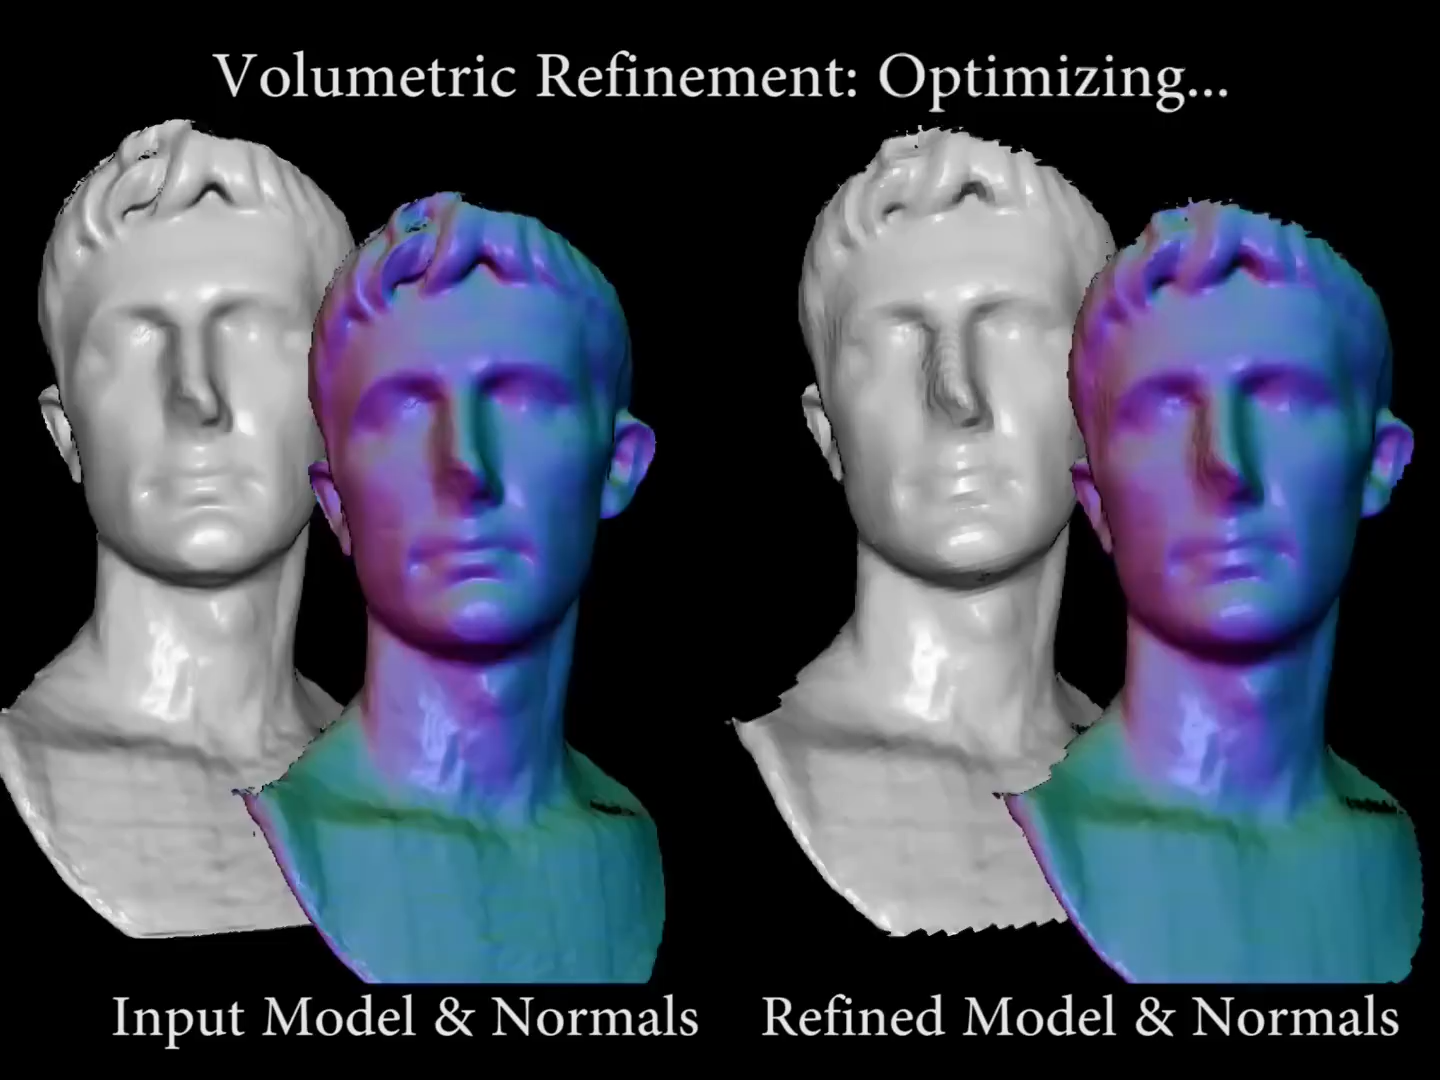 Volumetric Refinement: Optimizing...
Input Model & Normals
Refined Model & Normals